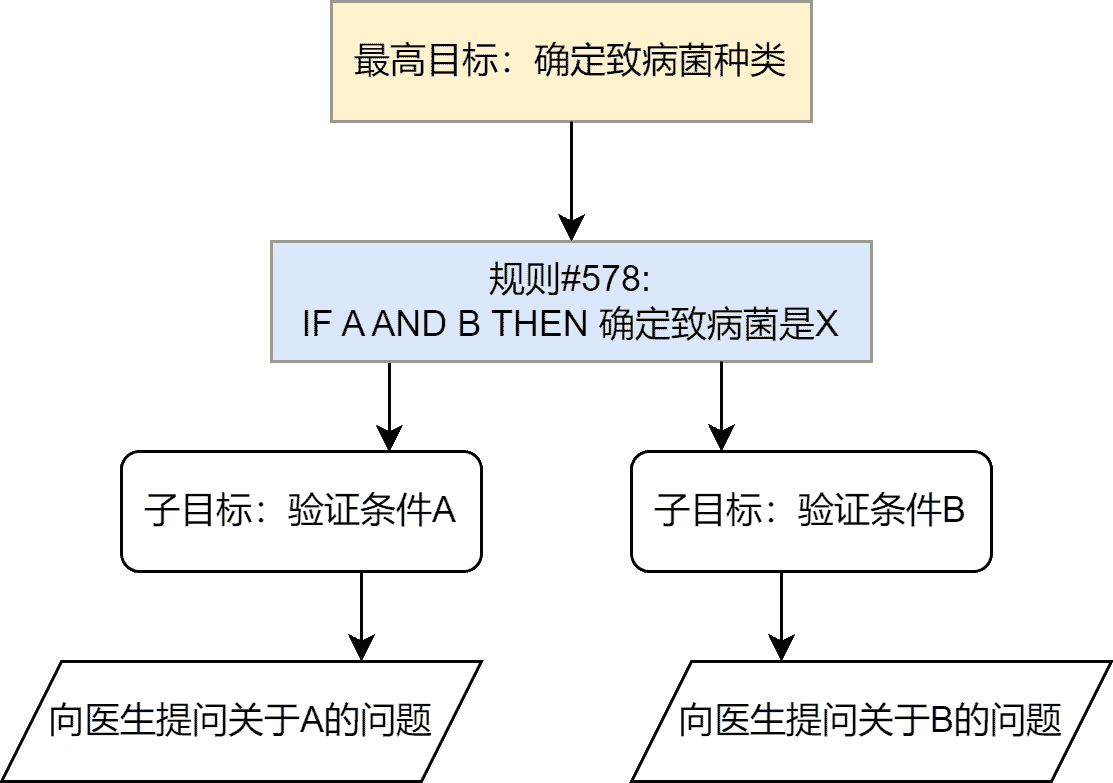 最高目标：确定致病菌种类
规则#578:
IF A AND B THEN 确定致病菌是X
子目标：验证条件A
子目标：验证条件B
向医生提问关于A的问题
向医生提问关于B的问题